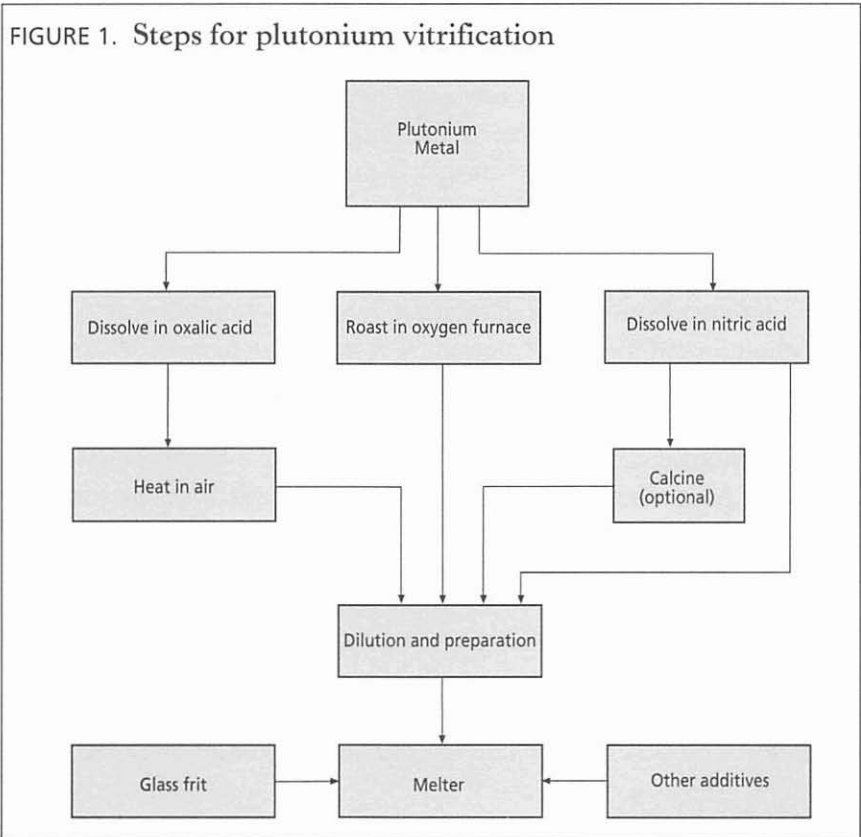 FIGURE 1. Steps for plutonium vitrification
Plutonium
Metal
Dissolve in oxalic acid
Roast in oxygen furnace
Dissolve in nitric acid
Heat in air
Calcine
(optional)
Dilution and preparation
Glass frit
Melter
Other additives